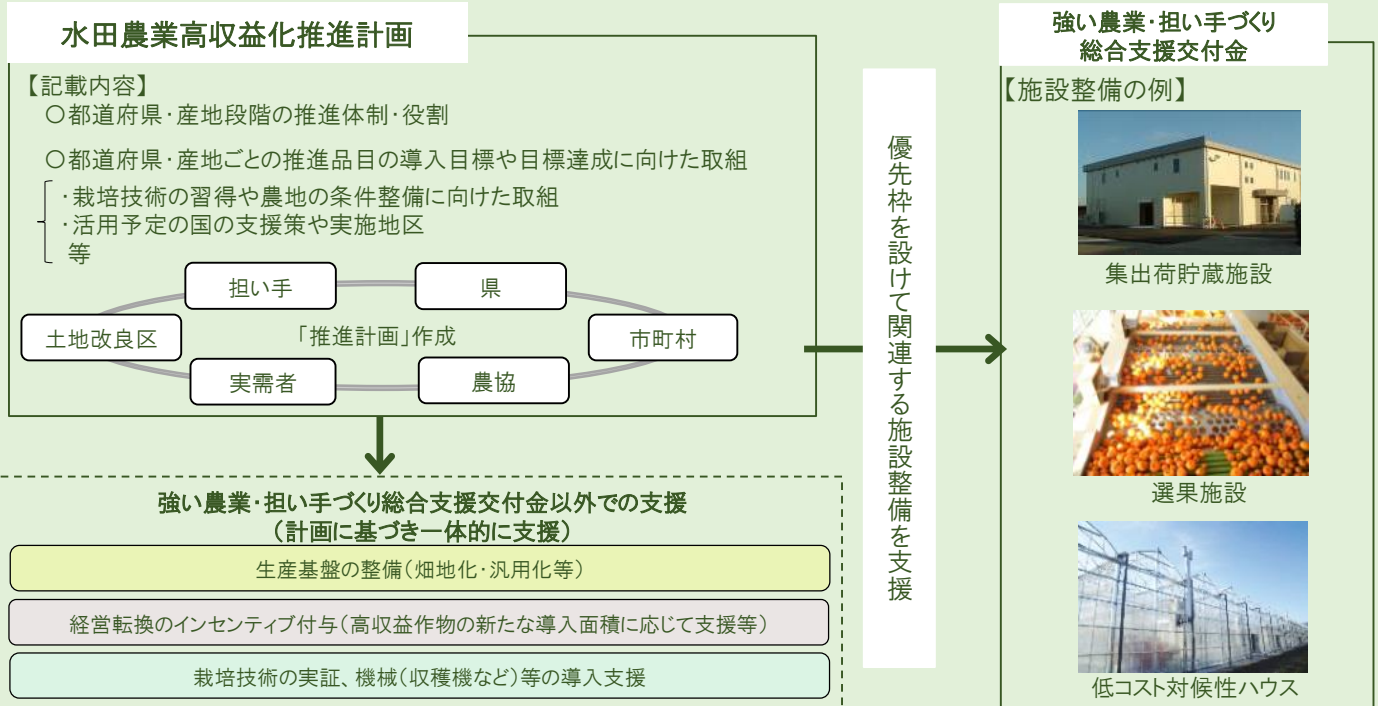 水田農業高収益化推進計画
【記載内容】
○都道府県・産地段階の推進体制・役割
○都道府県・産地ごとの推進品目の導入目標や目標達成に向けた取組
・栽培技術の習得や農地の条件整備に向けた取組
・活用予定の国の支援策や実施地区
等
担い手
県
土地改良区
「推進計画」作成
市町村
実需者
農協
強い農業・担い手づくり総合支援交付金以外での支援
(計画に基づき一体的に支援)
生産基盤の整備(畑地化・汎用化等)
経営転換のインセンティブ付与(高収益作物の新たな導入面積に応じて支援等)
栽培技術の実証、機械(収穫機など)等の導入支援
優先枠を設けて関連する施設整備を支援
強い農業・担い手づくり
総合支援交付金
【施設整備の例】
集出荷貯蔵施設
選果施設
低コスト対候性ハウス